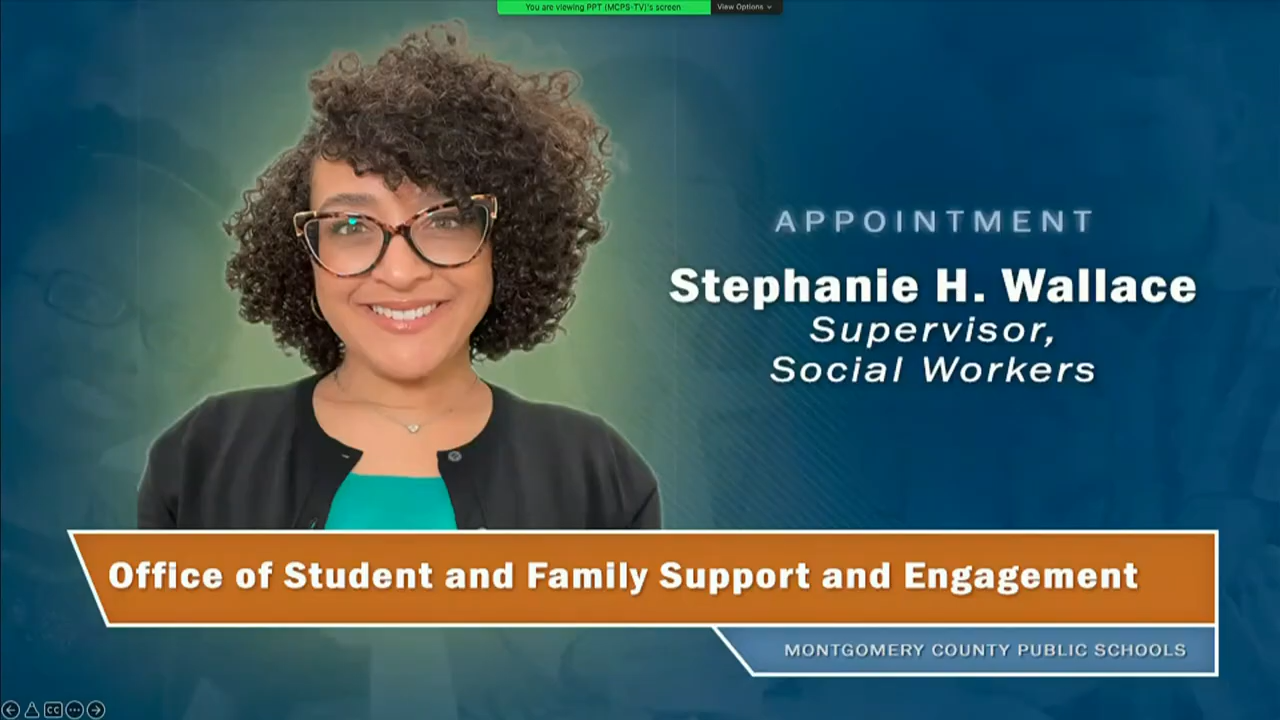 You are viewing PPT (MCPS-TV)'s screen
View Options
APPOINTMENT
Stephanie H. Wallace
Supervisor,
Social Workers
Office of Student and Family Support and Engagement
MONTGOMERY COUNTY PUBLIC SCHOOLS
CC